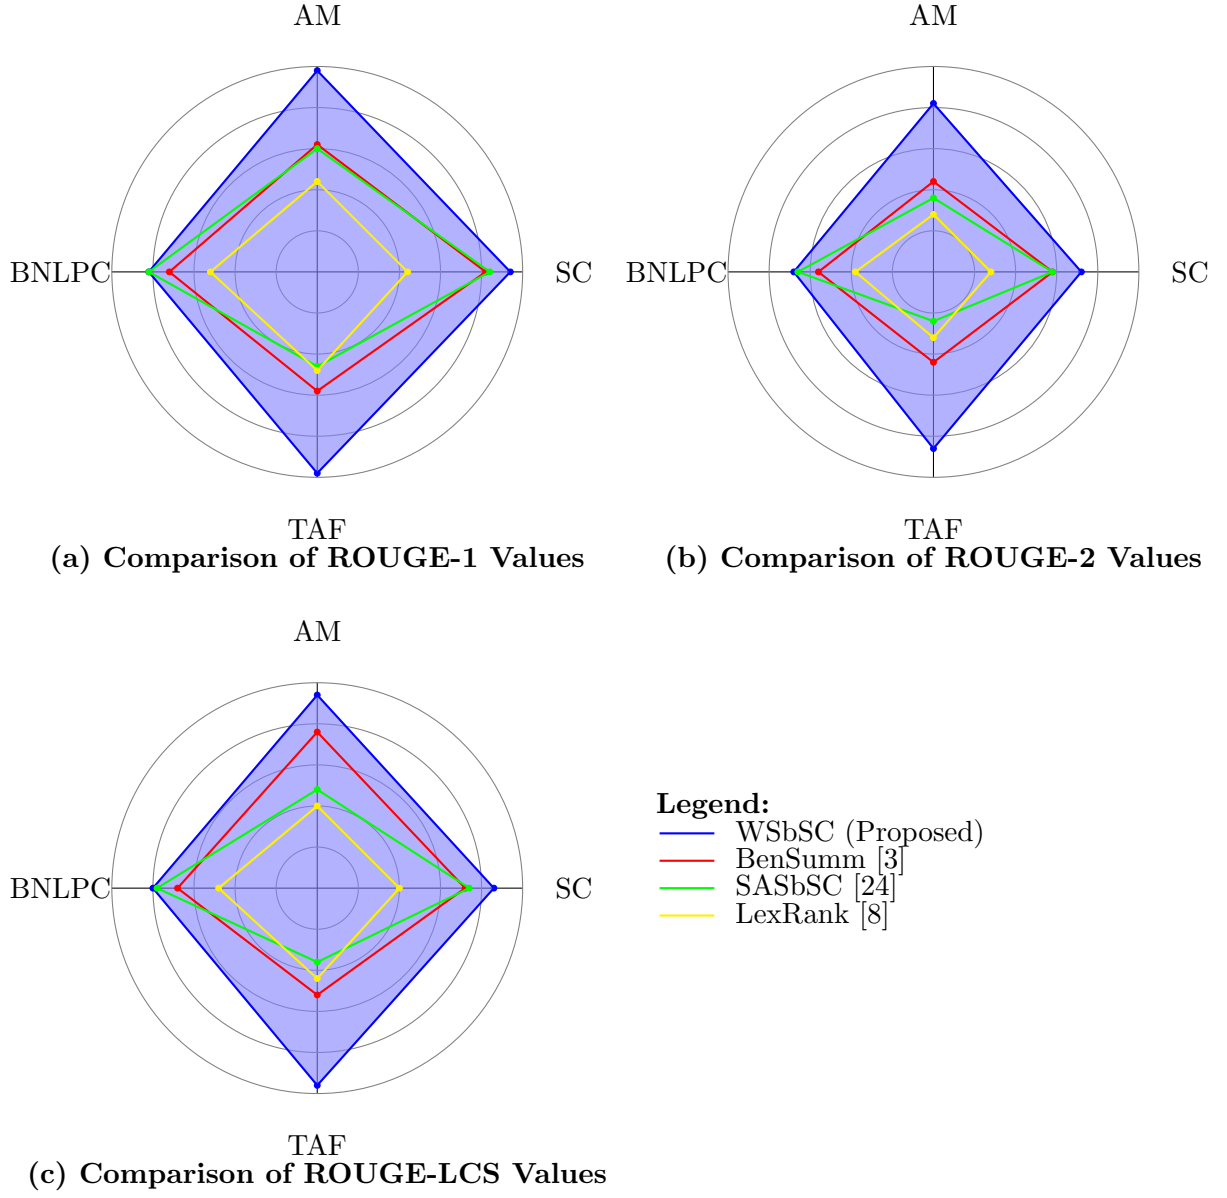 AM
BNLPC
SC
TAF
(a) Comparison of ROUGE-1 Values
AM
BNLPC
SC
TAF
(b) Comparison of ROUGE-2 Values
AM
BNLPC
SC
TAF
(c) Comparison of ROUGE-LCS Values
Legend:
WSbSC (Proposed)
BenSumm [3]
SASbSC [24]
LexRank [8]